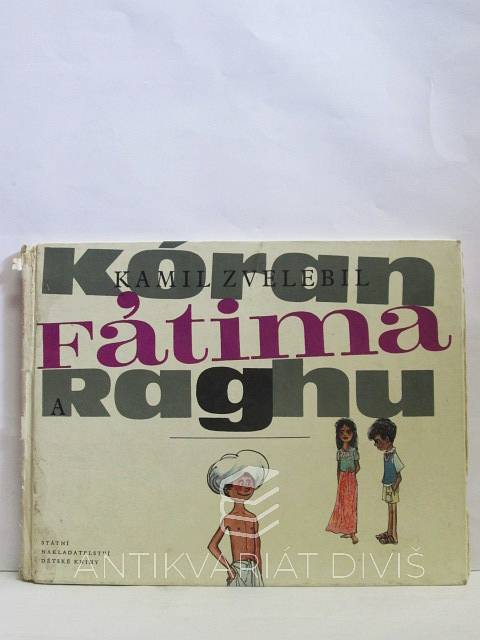 Kóran
KAMIL ZVELEBIL
Fátima
A Raghu
STÁTNÍ
NAKLADATELSTVÍ
DĚTSKÉ KNIHY
ANTIKVARIÁT DIVIŠ